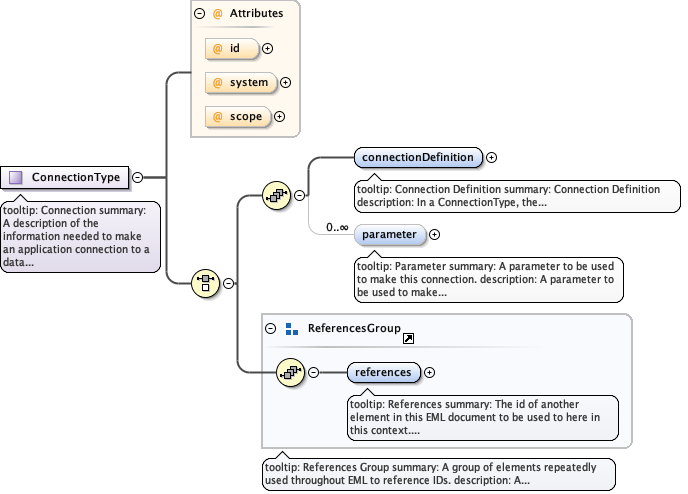 Attributes
@ id
@ system
@ scope
ConnectionType
tooltip: Connection summary:
A description of the
information needed to make
an application connection to a
data...
connectionDefinition
tooltip: Connection Definition summary: Connection Definition
description: In a ConnectionType, the...
0..∞
parameter
tooltip: Parameter summary: A parameter to be used
to make this connection. description: A parameter to
be used to make...
ReferencesGroup
references
tooltip: References summary: The id of another
element in this EML document to be used to here in
this context....
tooltip: References Group summary: A group of elements repeatedly
used throughout EML to reference IDs. description: A...